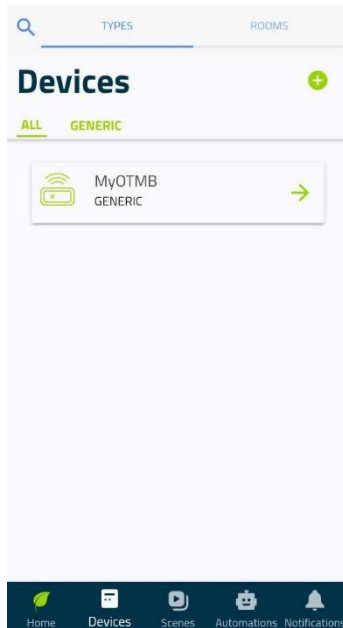 TYPES ROOMS
Devices
ALL GENERIC
MyOTMB
GENERIC
Home Devices Scenes Automations Notifications